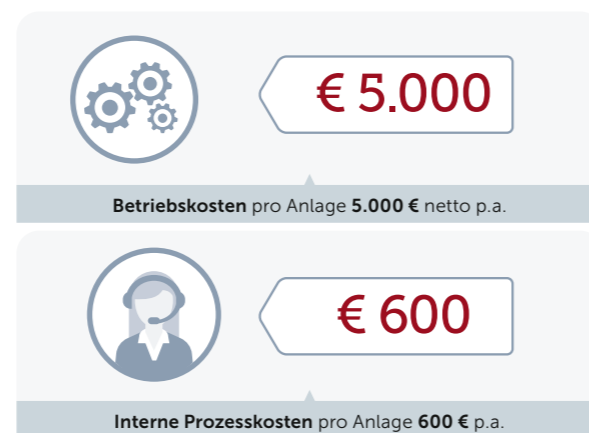 € 5.000
Betriebskosten pro Anlage 5.000 € netto p.a.
€ 600
Interne Prozesskosten pro Anlage 600 € p.a.